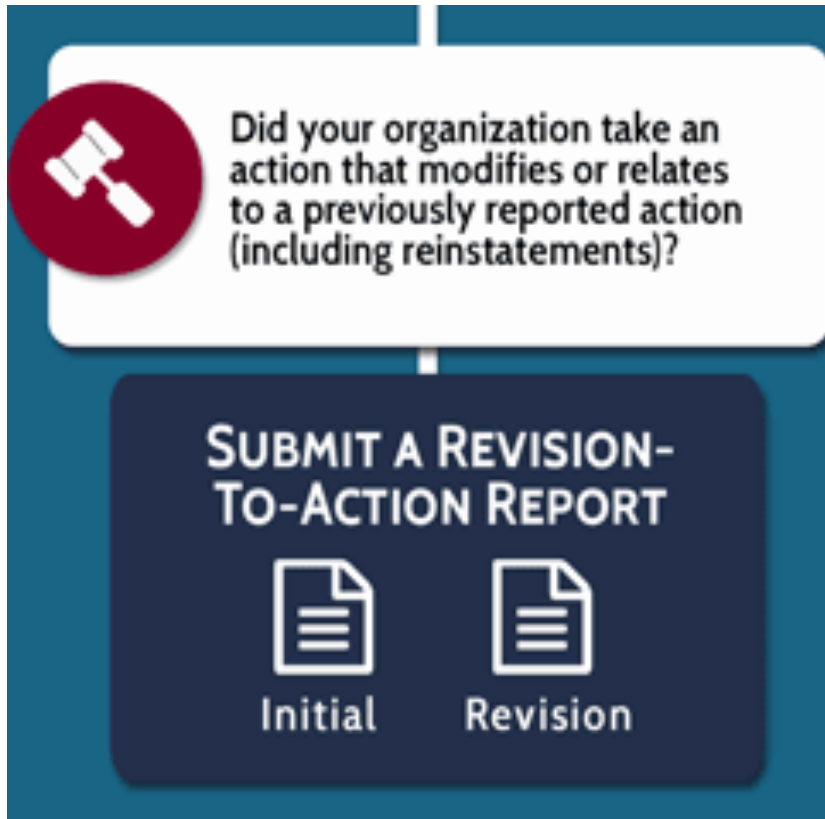 Did your organization take an
action that modifies or relates
to a previously reported action
(including reinstatements)?
SUBMIT A REVISION-
TO-ACTION REPORT
Initial
Revision